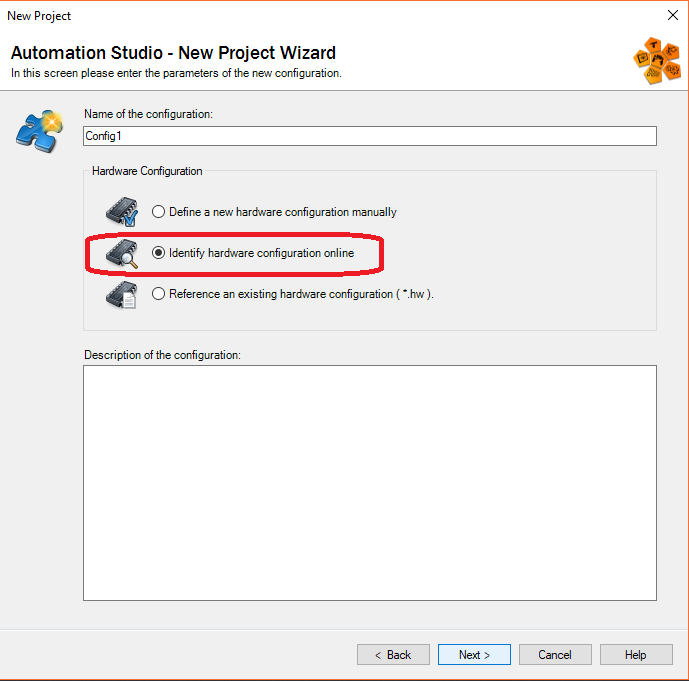 New Project
Automation Studio - New Project Wizard
In this screen please enter the parameters of the new configuration.
Name of the configuration:
Config1
Hardware Configuration
Define a new hardware configuration manually
Identify hardware configuration online
Reference an existing hardware configuration ( *.hw ).
Description of the configuration:
< Back
Next >
Cancel
Help